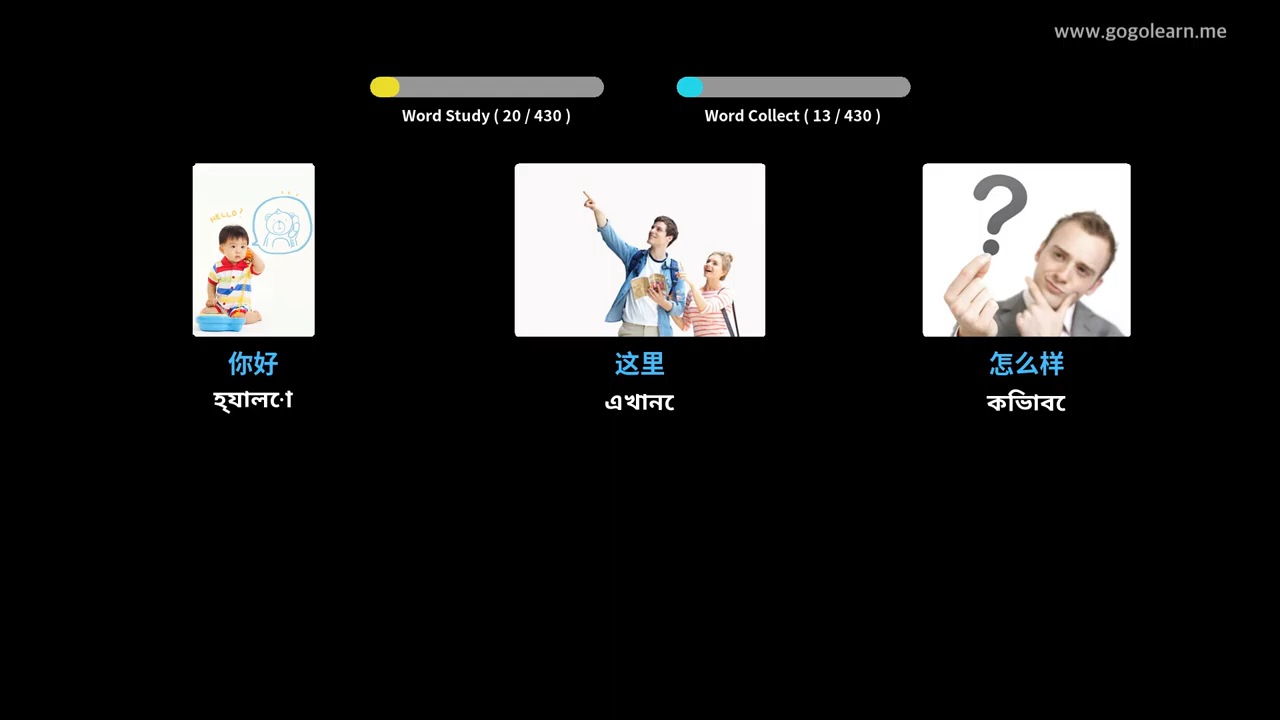 www.gogolearn.me
Word Study ( 20 / 430 )
Word Collect ( 13 / 430 )
HELLO?
你好
这里
怎么样
হ্যালো
এখানে
কিভাবে